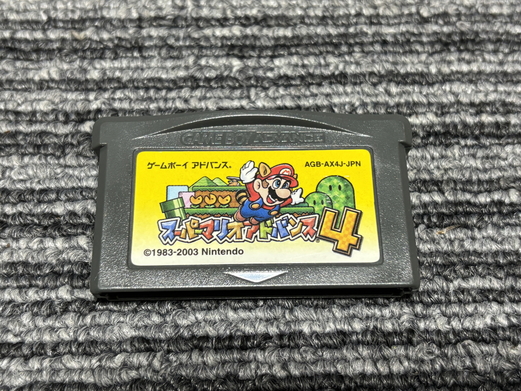 GAME BOY ADVANCE
ゲームボーイ アドバンス。
AGB-AX4J-JPN
スーパーマリオアドバンス4
©1983-2003 Nintendo